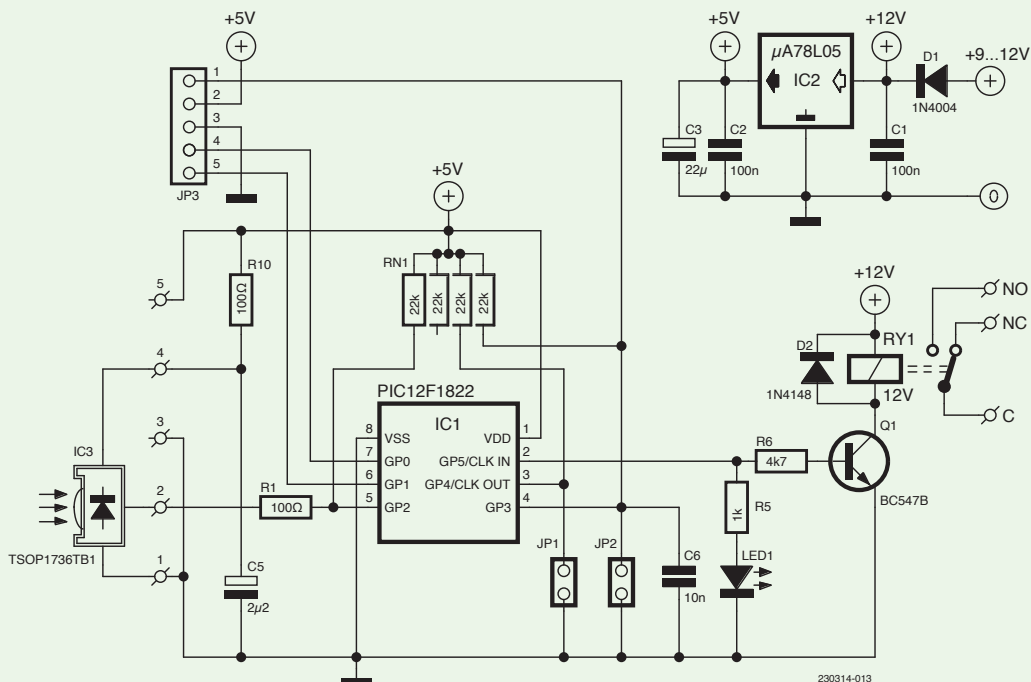 +5V
JP3
1
2
3
4
5
+5V
µA78L05
IC2
+12V
D1
1N4004
+9...12V
C3
22µ
C2
100n
C1
100n
0
+5V
RN1
22k
22k
22k
22k
R10
100Ω
5
4
3
2
1
IC3
TSOP1736TB1
R1
100Ω
C5
2µ2
PIC12F1822
IC1
8
VSS
VDD
1
7
GP0
GP5/CLK IN
2
6
GP1
GP4/CLK OUT
3
5
GP2
GP3
4
JP1
JP2
C6
10n
R6
4k7
R5
1k
LED1
+12V
D2
1N4148
RY1
12V
Q1
BC547B
NO
NC
C
230314-013